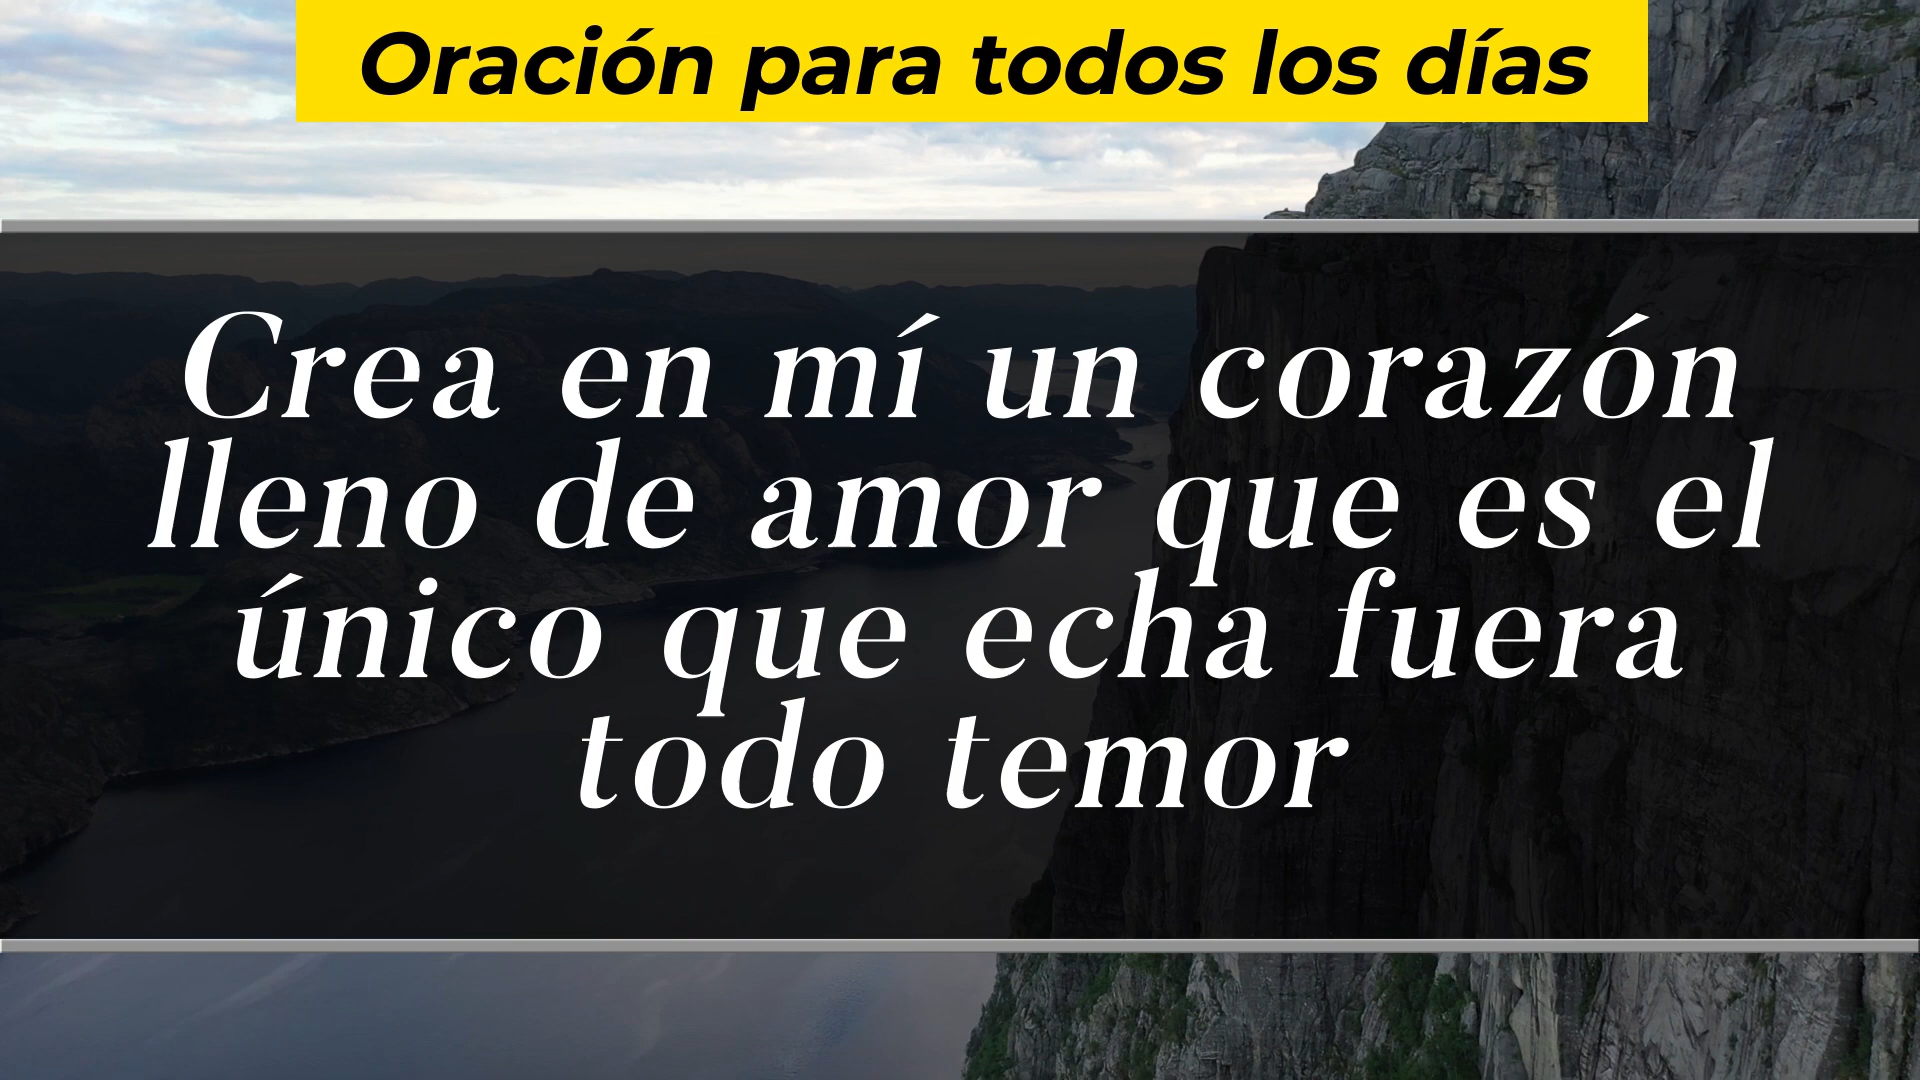 Oración para todos los días
Crea en mí un corazón
lleno de amor que es el
único que echa fuera
todo temor